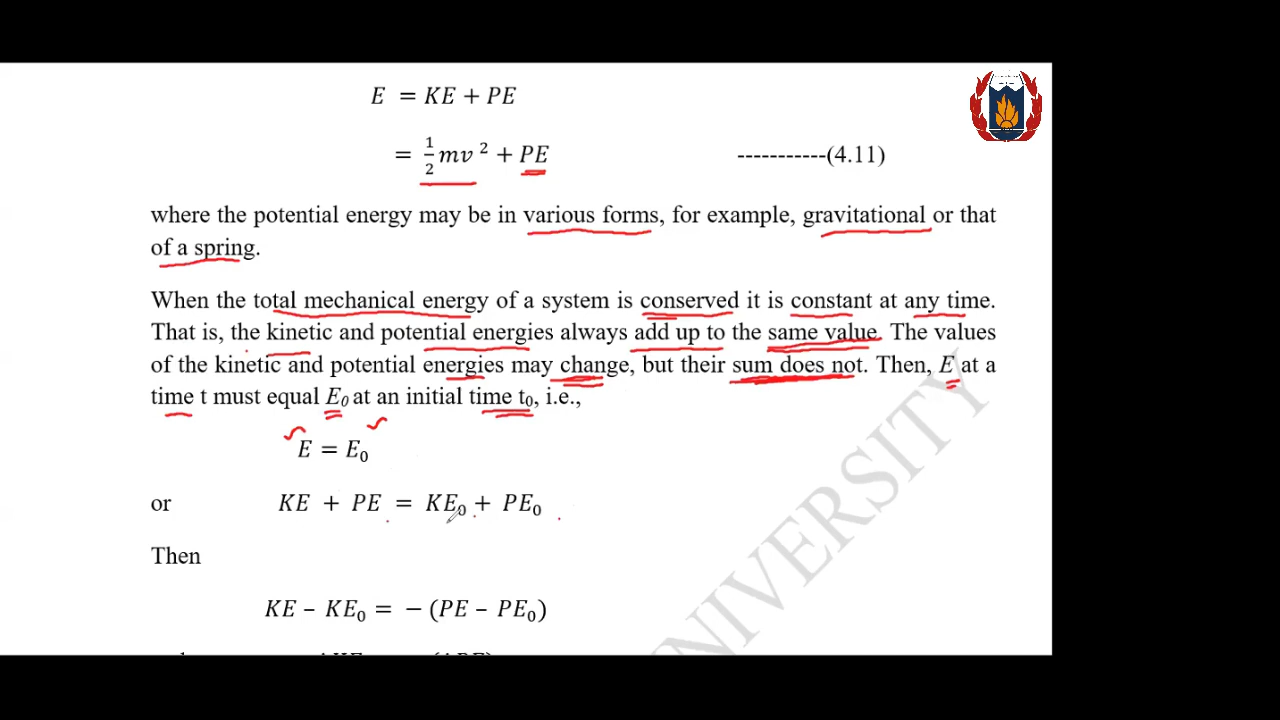 E = KE + PE
= 1/2 mv ² + PE -----------(4.11)
where the potential energy may be in various forms, for example, gravitational or that
of a spring.
When the total mechanical energy of a system is conserved it is constant at any time.
That is, the kinetic and potential energies always add up to the same value. The values
of the kinetic and potential energies may change, but their sum does not. Then, E at a
time t must equal E₀ at an initial time t₀, i.e.,
E = E₀
or KE + PE = KE₀ + PE₀
Then
KE – KE₀ = – (PE – PE₀)
NIVERSITY